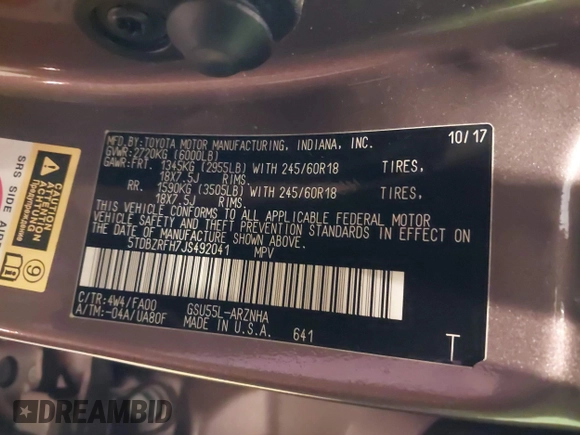 MFD.BY:TOYOTA MOTOR MANUFACTURING, INDIANA, INC. 10/17
GVWR:2720KG (6000LB)
GAWR:FRT. 1345KG (2955LB) WITH 245/60R18 TIRES,
18X7.5J RIMS.
RR. 1590KG (3505LB) WITH 245/60R18 TIRES,
18X7.5J RIMS.
THIS VEHICLE CONFORMS TO ALL APPLICABLE FEDERAL MOTOR
VEHICLE SAFETY AND THEFT PREVENTION STANDARDS IN EFFECT ON
THE DATE OF MANUFACTURE SHOWN ABOVE.
5TDBZRFH7JS492041 MPV
C/TR:4W4/FA00 GSU55L-ARZNHA
A/TM:-04A/UA80F MADE IN U.S.A. 641
T
SRS SIDE AIR
CAUTION
ACTION
9
DREAMBID